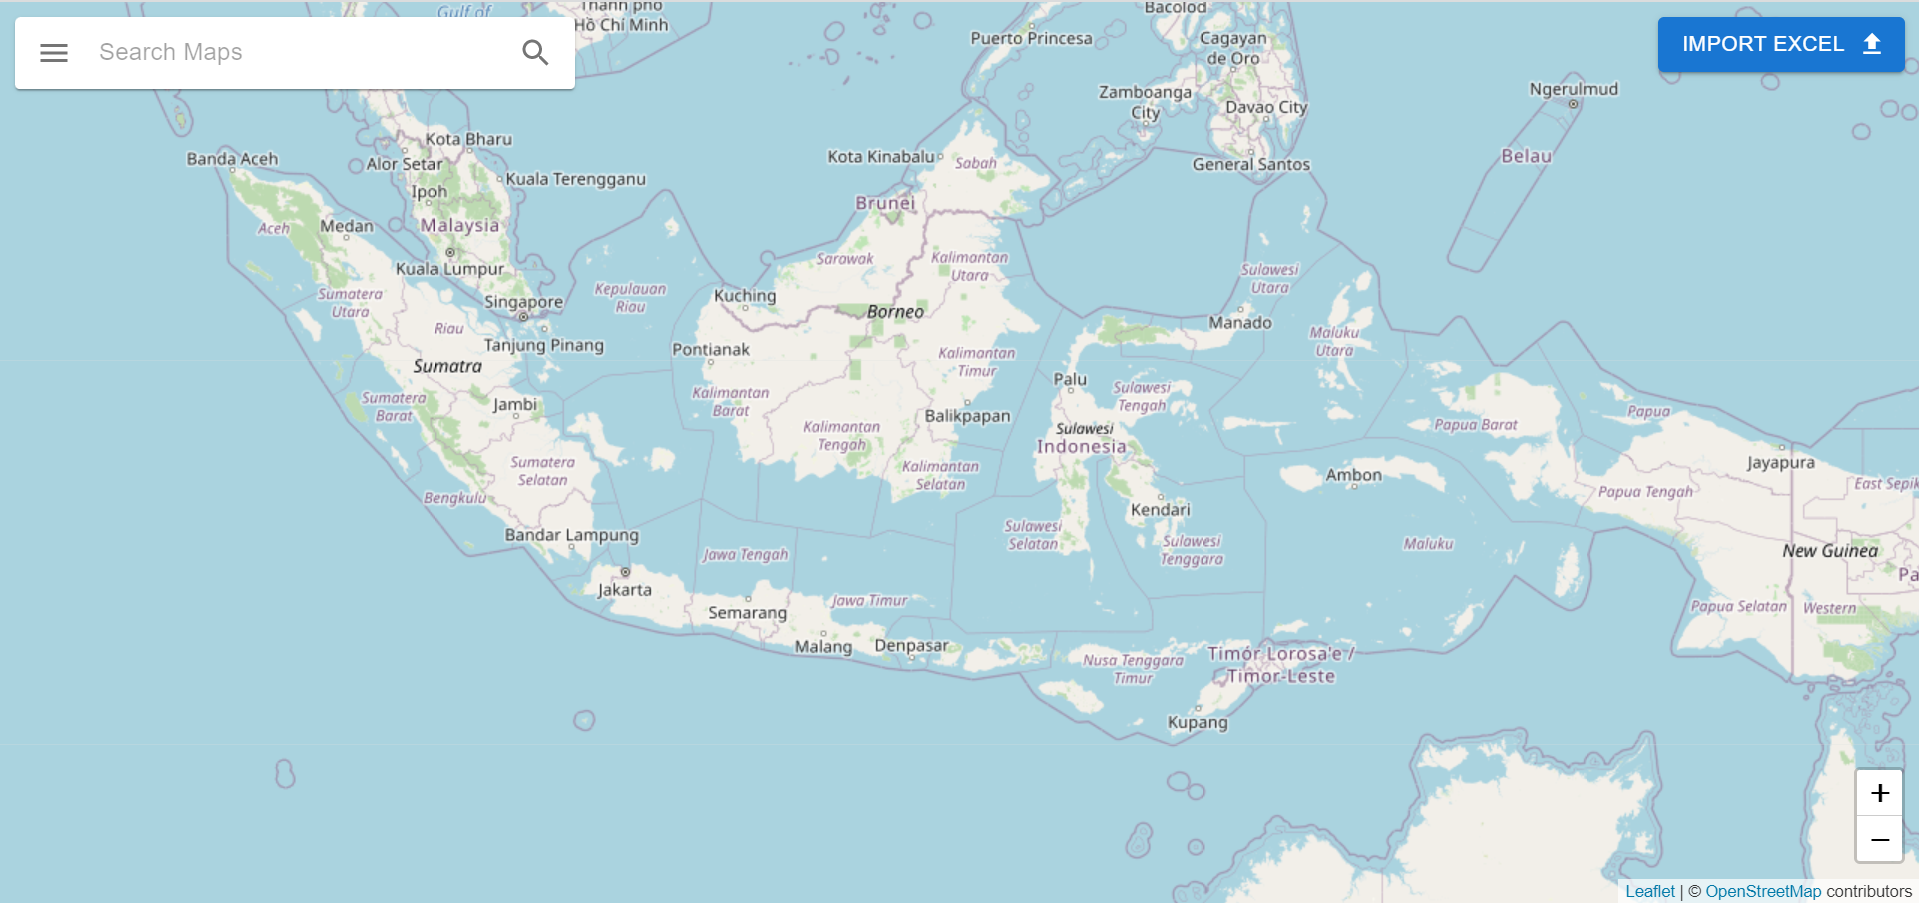 Gulf of
Thành phố
Hồ Chí Minh
Bacolod
Search Maps
IMPORT EXCEL
Puerto Princesa
Cagayan
de Oro
Zamboanga
City
Davao City
Ngerulmud
Kota Bharu
Banda Aceh
Alor Setar
Kota Kinabalu
Sabah
General Santos
Belau
Ipoh
Kuala Terengganu
Brunei
Aceh
Medan
Malaysia
Kuala Lumpur
Sarawak
Kalimantan
Utara
Sulawesi
Utara
Sumatera
Utara
Singapore
Kepulauan
Riau
Kuching
Borneo
Manado
Maluku
Utara
Riau
Tanjung Pinang
Pontianak
Kalimantan
Timur
Sumatra
Palu
Sulawesi
Tengah
Sumatera
Barat
Jambi
Kalimantan
Barat
Balikpapan
Papua
Kalimantan
Tengah
Sulawesi
Indonesia
Papua Barat
Sumatera
Selatan
Kalimantan
Selatan
Ambon
Jayapura
Bengkulu
Papua Tengah
East Sepik
Kendari
Bandar Lampung
Sulawesi
Selatan
Sulawesi
Tenggara
Maluku
Jawa Tengah
New Guinea
Pa
Jakarta
Semarang
Jawa Timur
Papua Selatan
Western
Malang
Denpasar
Nusa Tenggara
Timur
Timór Lorosa'e /
Timor-Leste
Kupang
+
−
Leaflet | © OpenStreetMap contributors